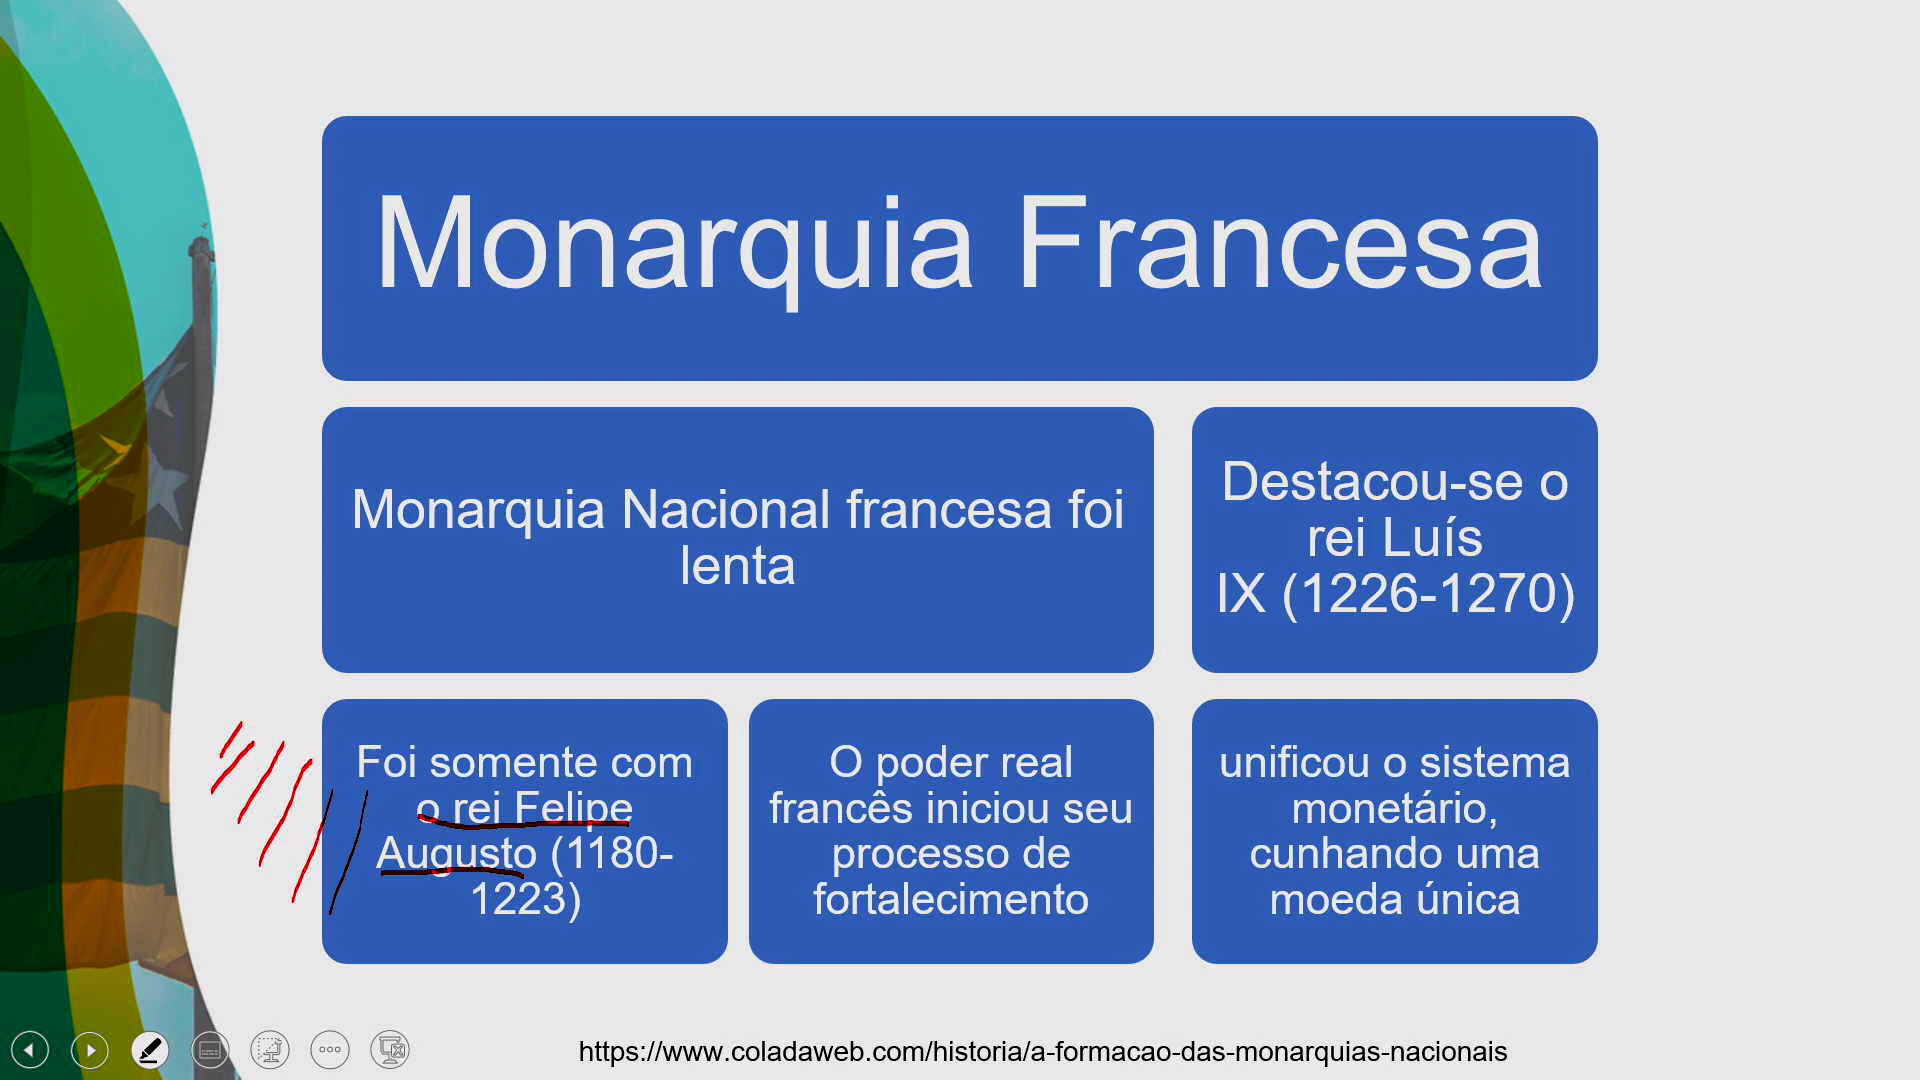 Monarquia Francesa
Monarquia Nacional francesa foi
lenta
Destacou-se o
rei Luís
IX (1226-1270)
Foi somente com
o rei Felipe
Augusto (1180-
1223)
O poder real
francês iniciou seu
processo de
fortalecimento
unificou o sistema
monetário,
cunhando uma
moeda única
https://www.coladaweb.com/historia/a-formacao-das-monarquias-nacionais